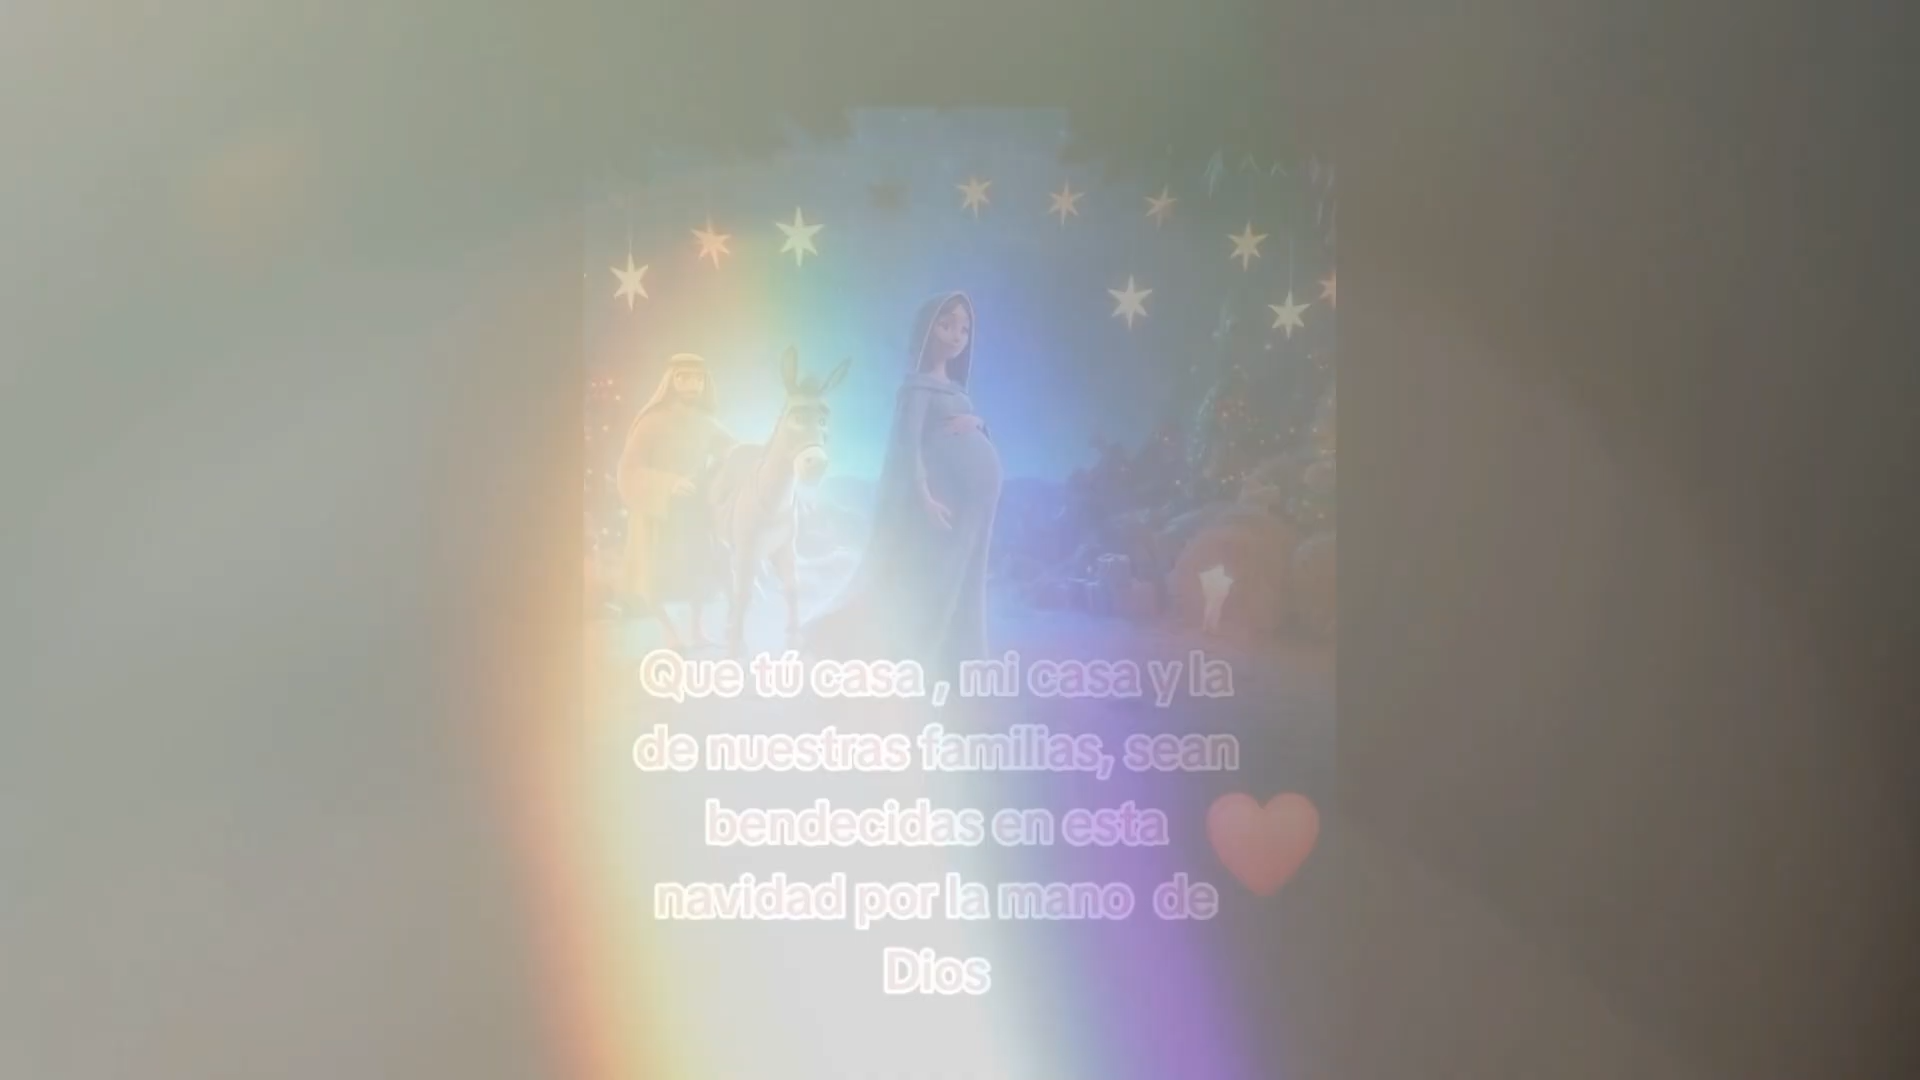 Que tú casa , mi casa y la
de nuestras familias, sean
bendecidas en esta
navidad por la mano de
Dios